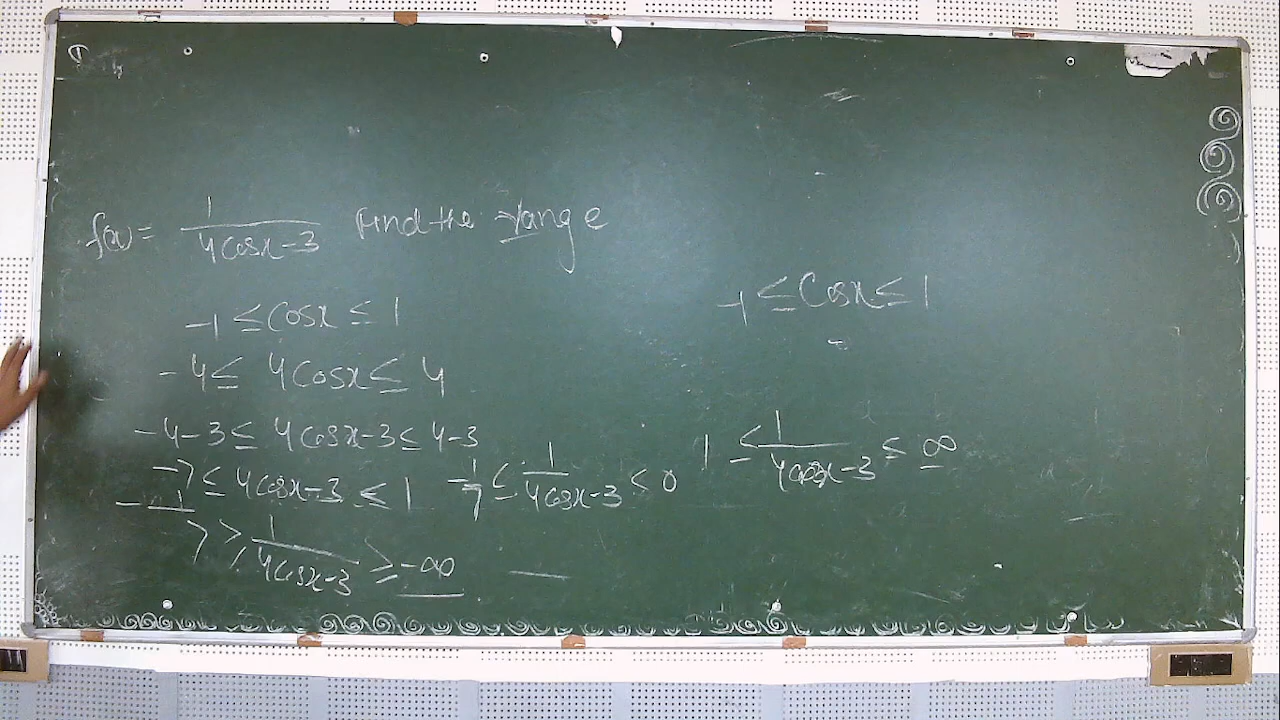 f(x) = 1/(4cosx-3) Find the range
-1 ≤ Cosx ≤ 1
-4 ≤ 4cosx ≤ 4
-4-3 ≤ 4cosx-3 ≤ 4-3
-7 ≤ 4cosx-3 ≤ 1
-1/7 ≥ 1/(4cosx-3) ≥ -∞
-1/7 ≤ 1/(4cosx-3) < 0
-1 ≤ Cosx ≤ 1
1 ≤ 1/(4cosx-3) ≤ ∞